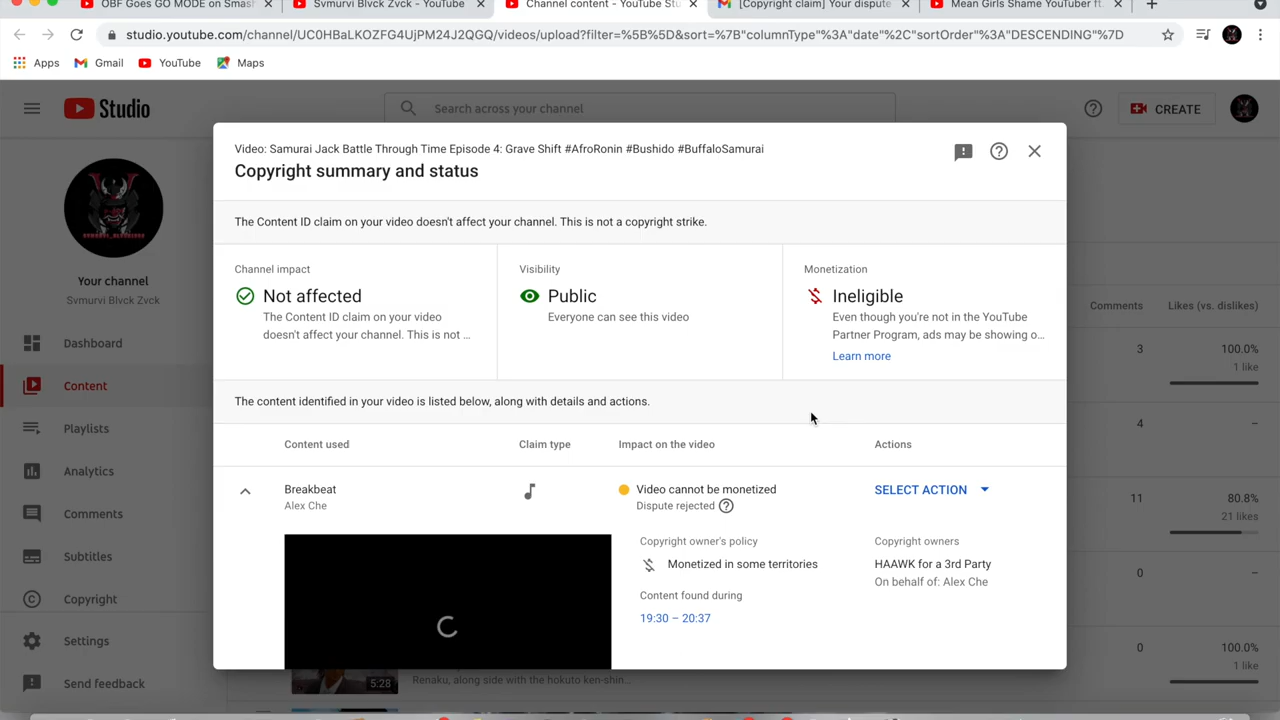 OBF Goes GO MODE on Smash
Svmurvi Blvck Zvck - YouTube
Channel content - YouTube St
[Copyright claim] Your dispute
Mean Girls Shame YouTuber ft.
studio.youtube.com/channel/UC0HBaLKOZFG4UjPM24J2QGQ/videos/upload?filter=%5B%5D&sort=%7B"columnType"%3A"date"%2C"sortOrder"%3A"DESCENDING"%7D
Apps
Gmail
YouTube
Maps
Studio
Search across your channel
CREATE
Your channel
Svmurvi Blvck Zvck
Dashboard
Content
Playlists
Analytics
Comments
Subtitles
Copyright
Settings
Send feedback
Video: Samurai Jack Battle Through Time Episode 4: Grave Shift #AfroRonin #Bushido #BuffaloSamurai
Copyright summary and status
The Content ID claim on your video doesn't affect your channel. This is not a copyright strike.
Channel impact
Not affected
The Content ID claim on your video
doesn't affect your channel. This is not ...
Visibility
Public
Everyone can see this video
Monetization
Ineligible
Even though you're not in the YouTube
Partner Program, ads may be showing o...
Learn more
The content identified in your video is listed below, along with details and actions.
Content used
Claim type
Impact on the video
Actions
Breakbeat
Alex Che
Video cannot be monetized
Dispute rejected
SELECT ACTION
Copyright owner's policy
Monetized in some territories
Content found during
19:30 – 20:37
Copyright owners
HAAWK for a 3rd Party
On behalf of: Alex Che
Comments
Likes (vs. dislikes)
3
100.0%
1 like
4
–
11
80.8%
21 likes
0
–
0
100.0%
1 like
5:28
Renaku, along side with the hokuto ken-shin...